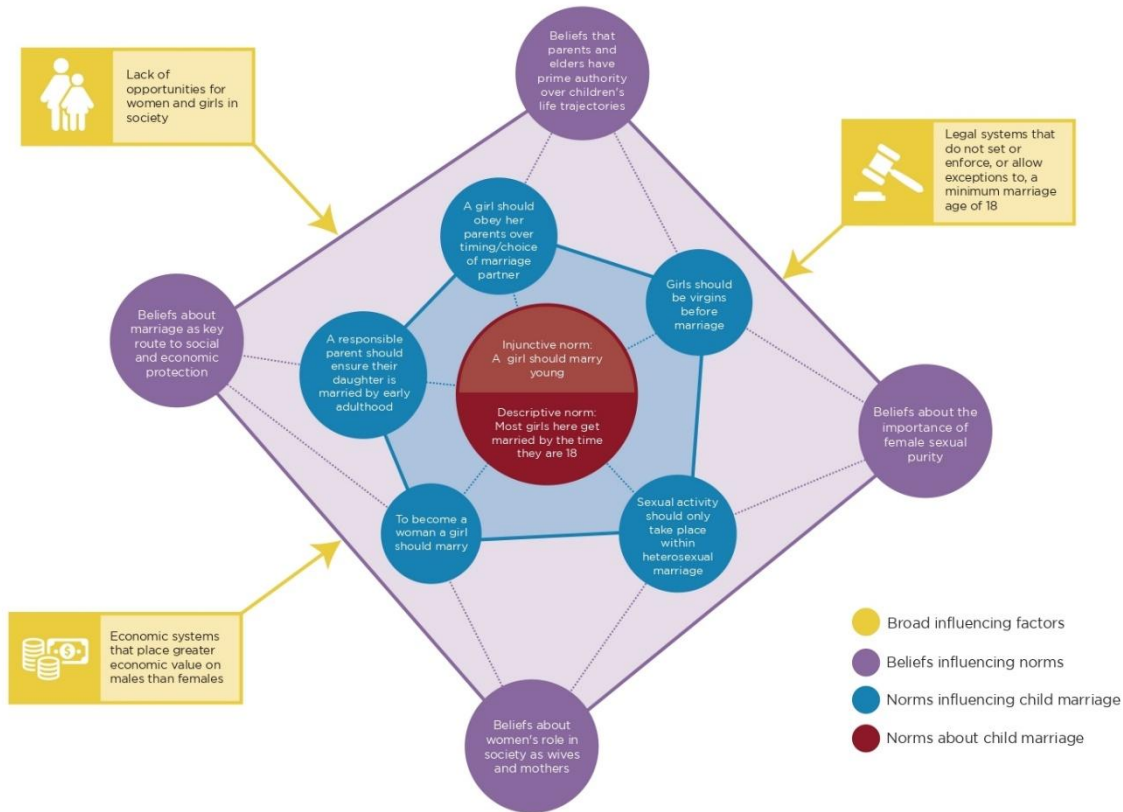 Beliefs that
parents and
elders have
prime authority
over children's
life trajectories
Lack of
opportunities for
women and girls in
society
Legal systems that
do not set or
enforce, or allow
exceptions to, a
minimum marriage
age of 18
A girl should
obey her
parents over
timing/choice
of marriage
partner
Girls should
be virgins
before
marriage
Beliefs about
marriage as key
route to social
and economic
protection
A responsible
parent should
ensure their
daughter is
married by early
adulthood
Injunctive norm:
A girl should marry
young
Descriptive norm:
Most girls here get
married by the time
they are 18
Beliefs about the
importance of
female sexual
purity
To become a
woman a girl
should marry
Sexual activity
should only
take place
within
heterosexual
marriage
Economic systems
that place greater
economic value on
males than females
$
Beliefs about
women's role in
society as wives
and mothers
Broad influencing factors
Beliefs influencing norms
Norms influencing child marriage
Norms about child marriage